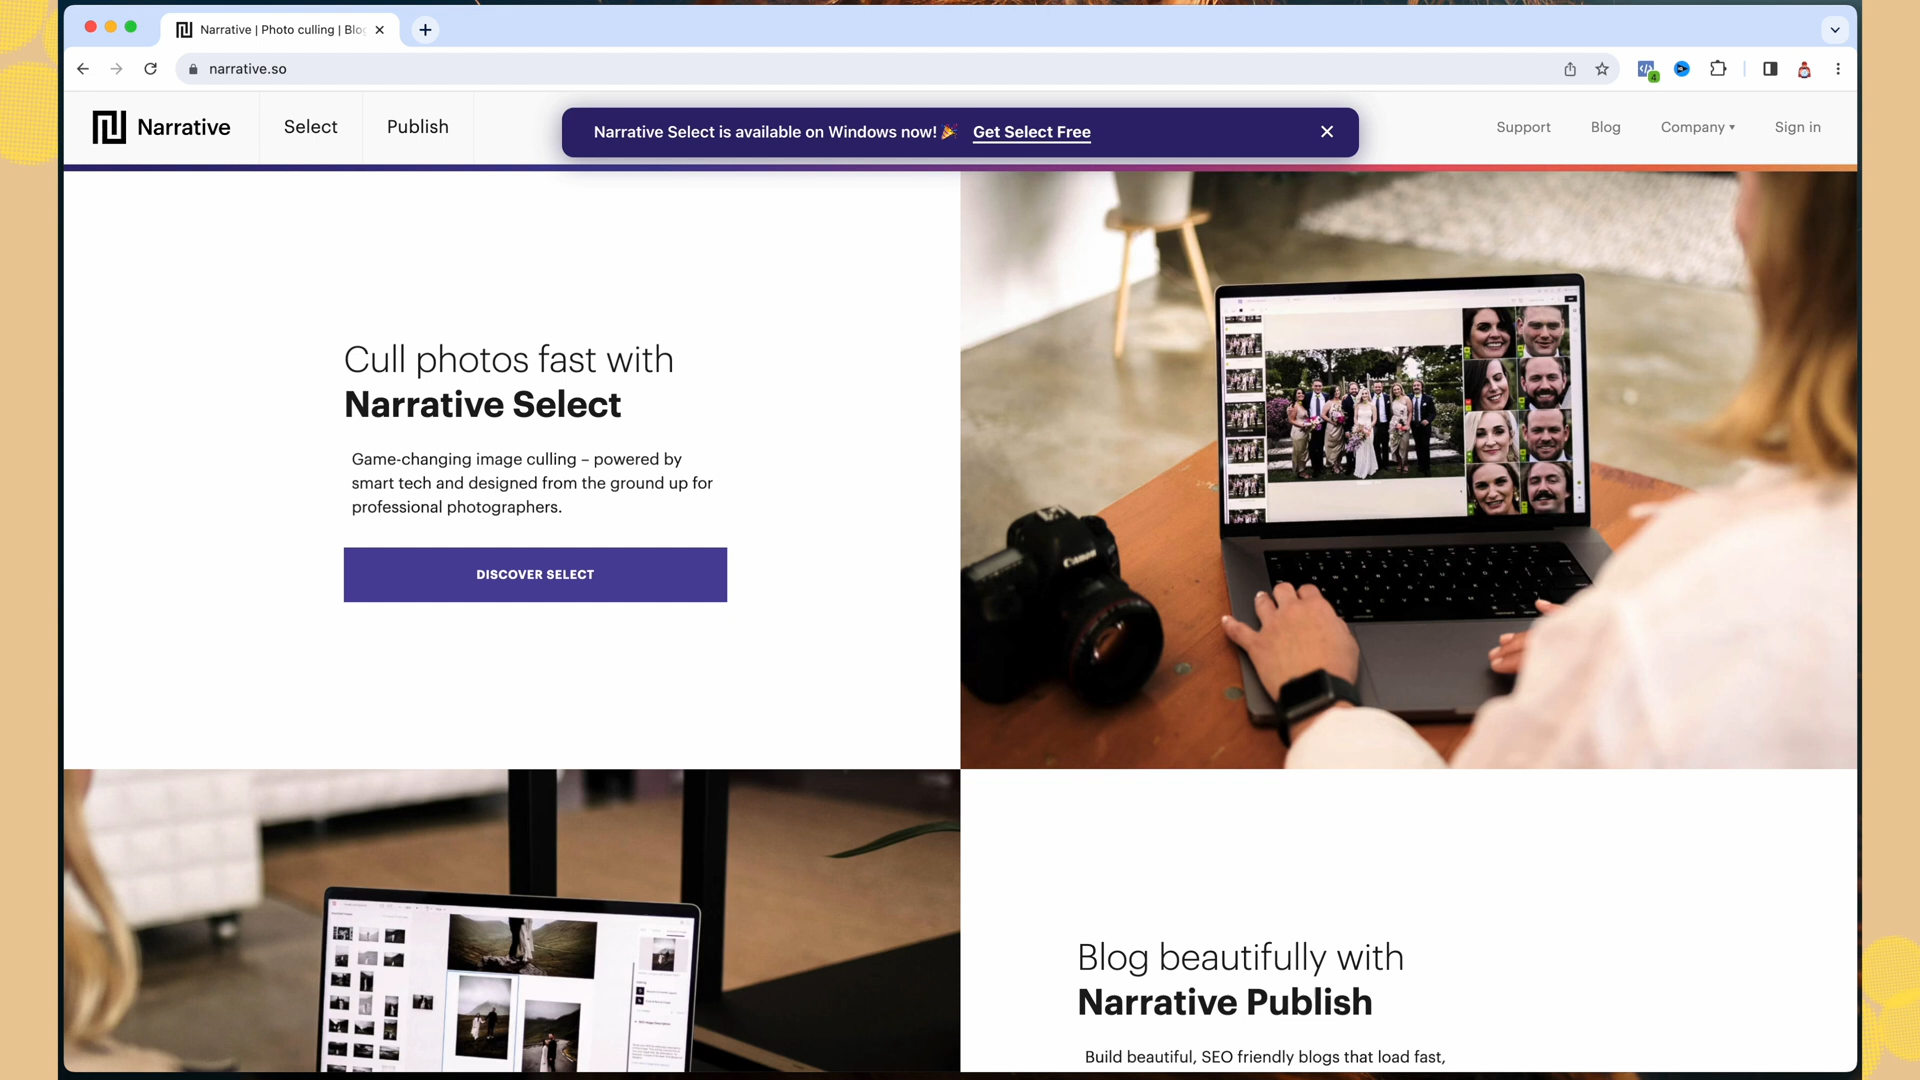 Narrative | Photo culling | Blo
narrative.so
4
Narrative
Select
Publish
Narrative Select is available on Windows now! 🎉 Get Select Free
Support
Blog
Company ▾
Sign in
Cull photos fast with
Narrative Select
Game-changing image culling – powered by
smart tech and designed from the ground up for
professional photographers.
DISCOVER SELECT
Canon
Blog beautifully with
Narrative Publish
Build beautiful, SEO friendly blogs that load fast,